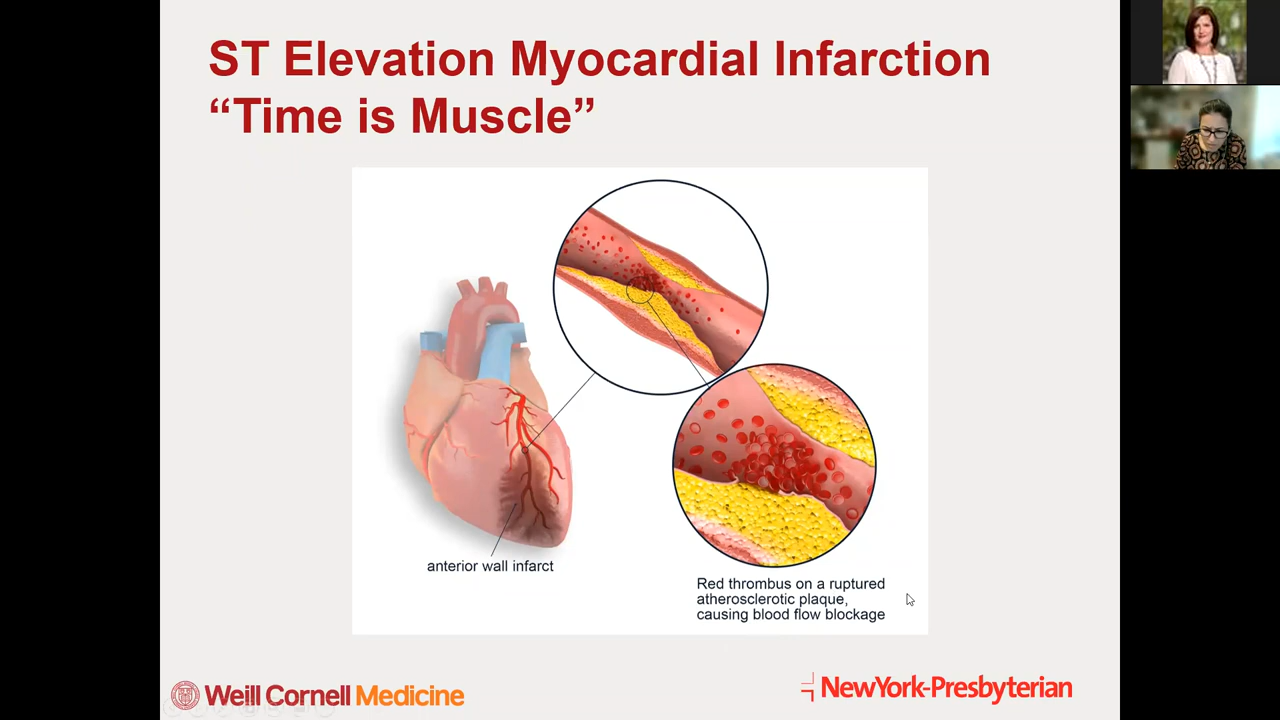 ST Elevation Myocardial Infarction
“Time is Muscle”
anterior wall infarct
Red thrombus on a ruptured
atherosclerotic plaque,
causing blood flow blockage
Weill Cornell Medicine
NewYork-Presbyterian